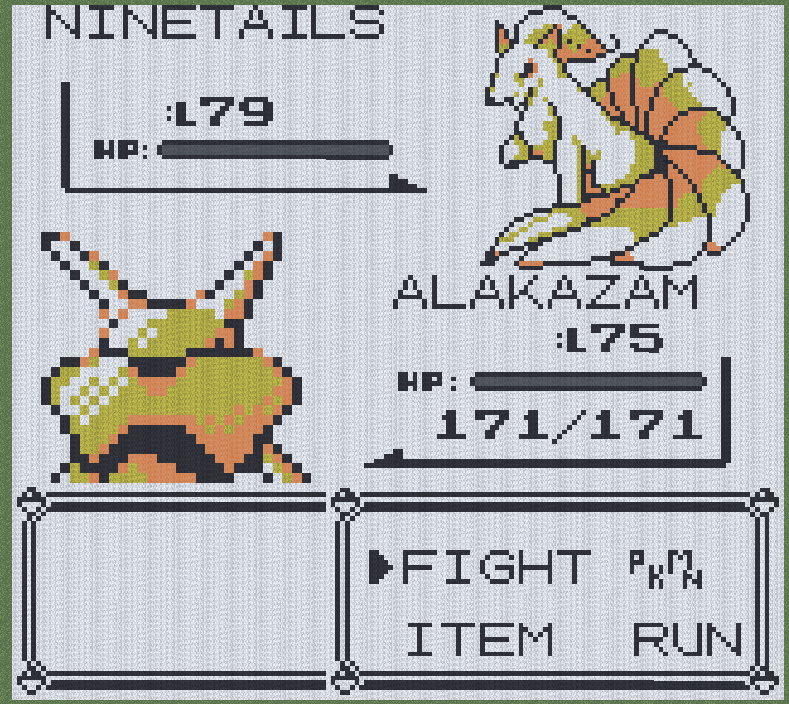 NINETAILS
:L79
HP:
ALAKAZAM
:L75
HP:
171/171
FIGHT PKMN
ITEM RUN